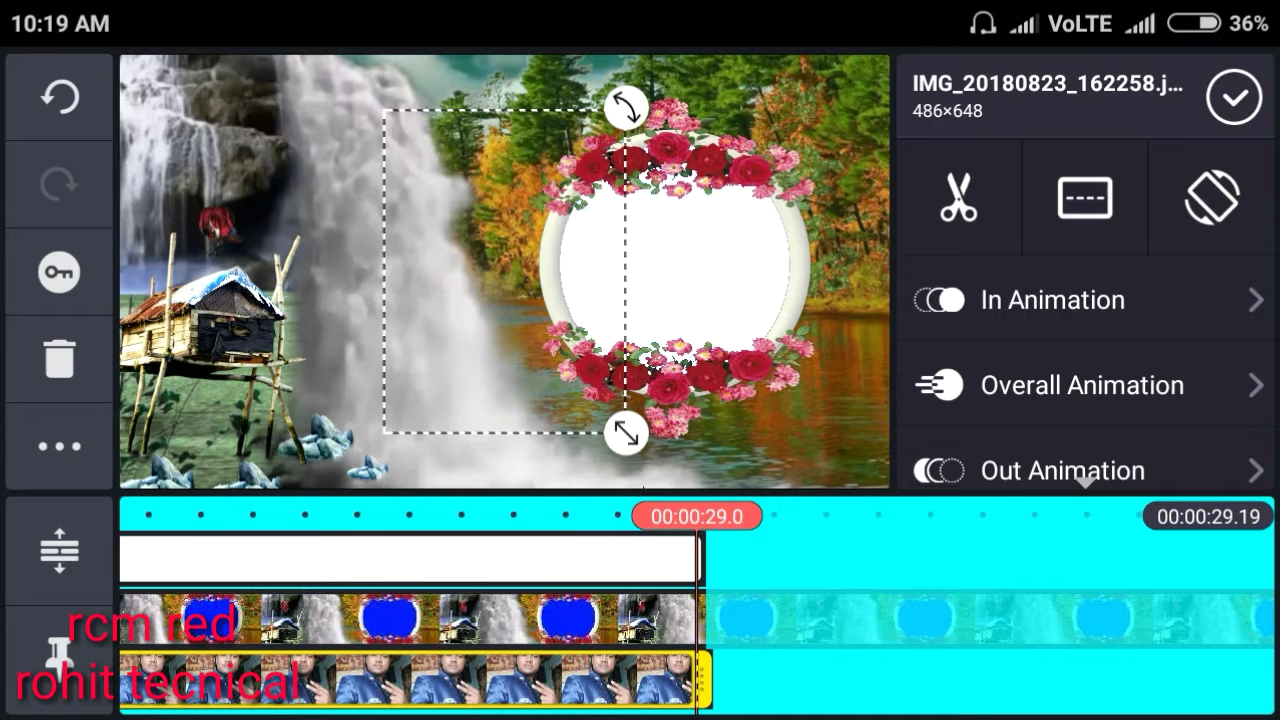 10:19 AM
VoLTE
36%
IMG_20180823_162258.j...
486×648
In Animation
Overall Animation
Out Animation
00:00:29.0
00:00:29.19
rcm red
rohit tecnical